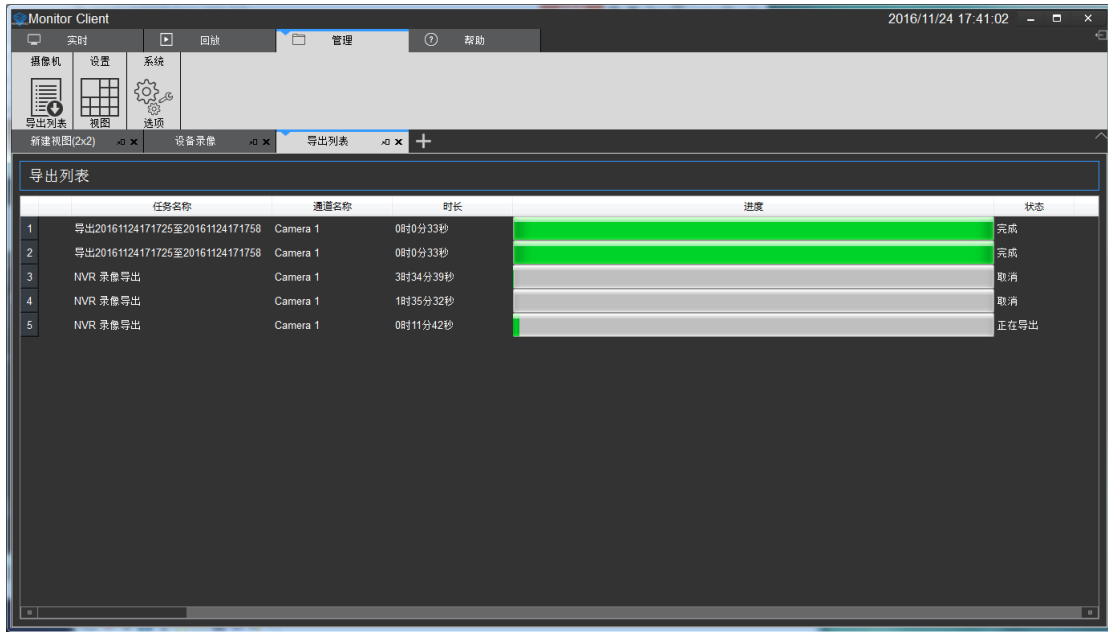 Monitor Client 2016/11/24 17:41:02
实时 回放 管理 帮助
摄像机 设置 系统
导出列表 视图 选项
新建视图(2x2) 设备录像 导出列表
导出列表
任务名称 通道名称 时长 进度 状态
1 导出20161124171725至20161124171758 Camera 1 0时0分33秒 完成
2 导出20161124171725至20161124171758 Camera 1 0时0分33秒 完成
3 NVR 录像导出 Camera 1 3时34分39秒 取消
4 NVR 录像导出 Camera 1 1时35分32秒 取消
5 NVR 录像导出 Camera 1 0时11分42秒 正在导出